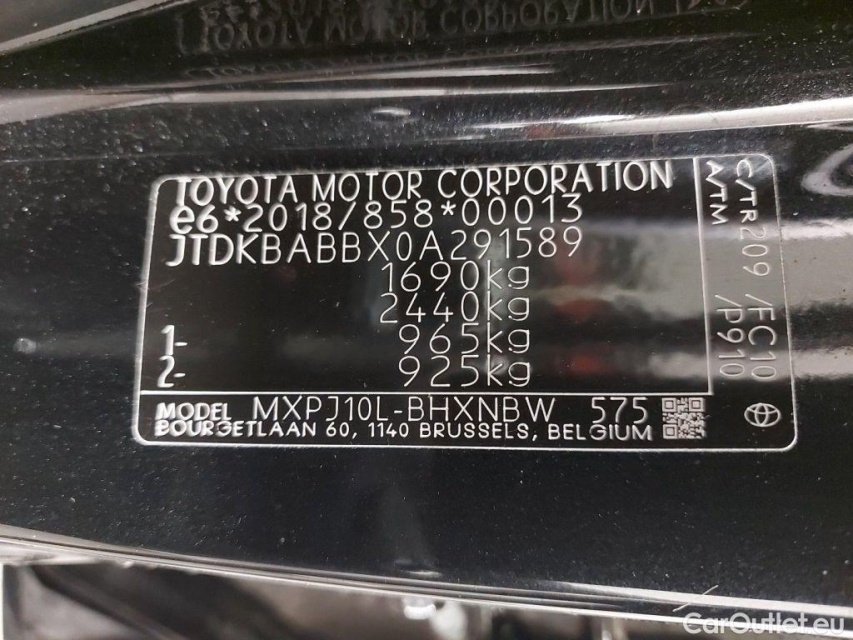 TOYOTA MOTOR CORPORATION
e6*2018/858*00013
JTDKBABBX0A291589
1690kg
2440kg
1- 965kg
2- 925kg
C/TR209 /FC10
A/TM /P910
MODEL MXPJ10L-BHXNBW 575
BOURGETLAAN 60, 1140 BRUSSELS, BELGIUM
CarOutlet.eu